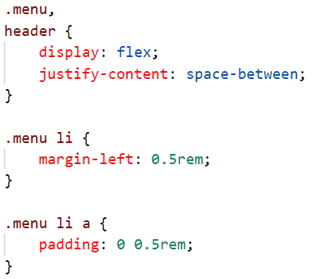 .menu,
header {
    display: flex;
    justify-content: space-between;
}

.menu li {
    margin-left: 0.5rem;
}

.menu li a {
    padding: 0 0.5rem;
}